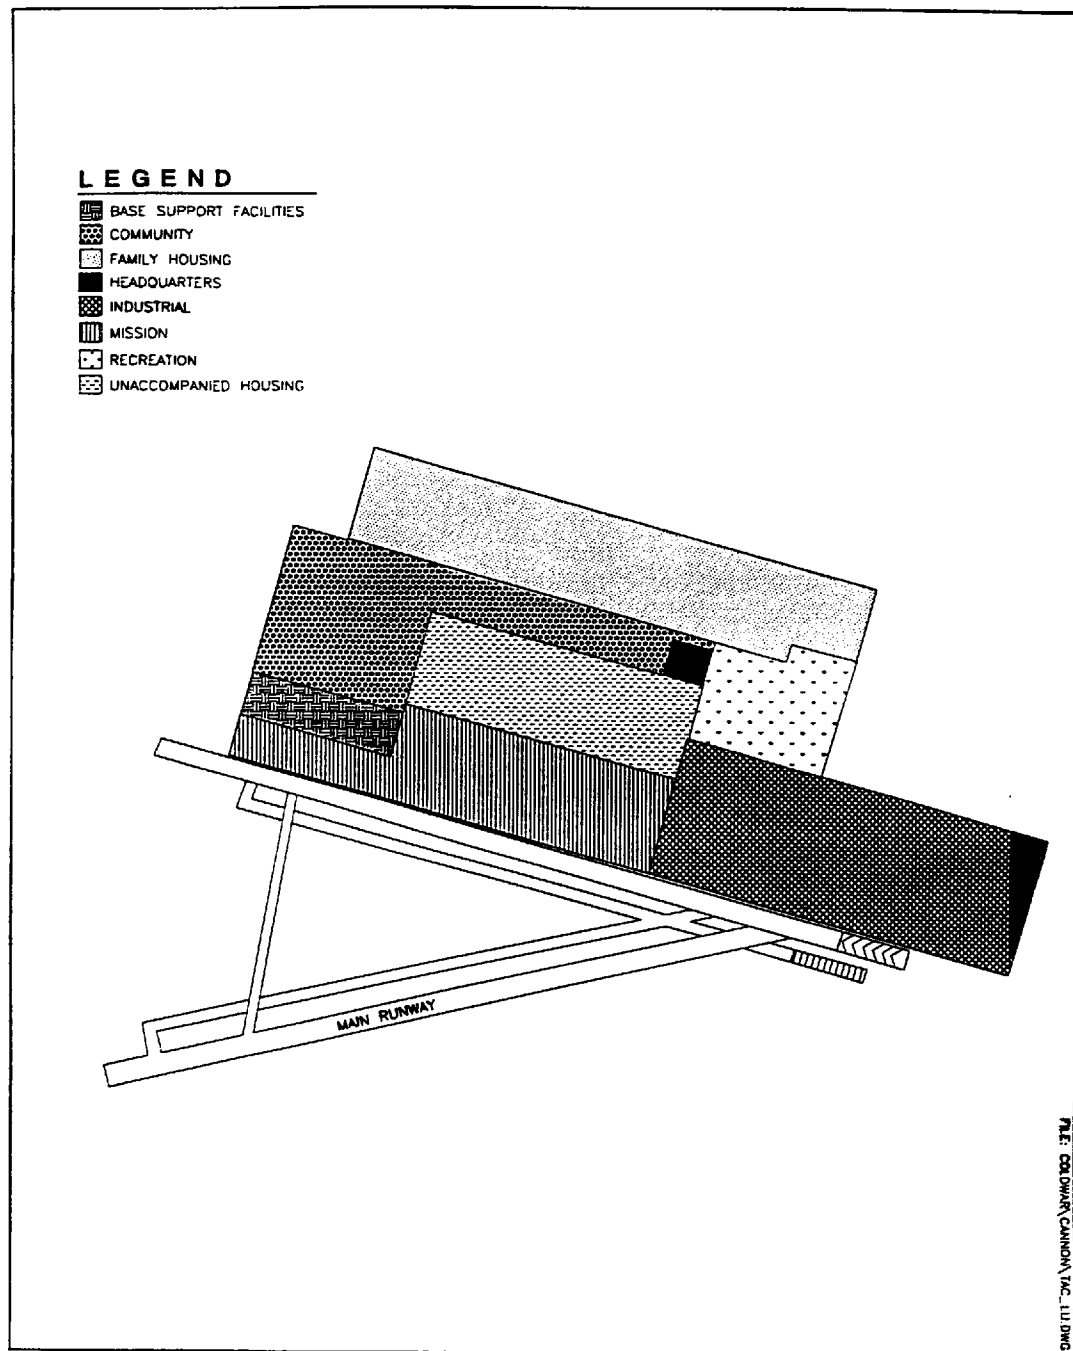 LEGEND
BASE SUPPORT FACILITIES
COMMUNITY
FAMILY HOUSING
HEADQUARTERS
INDUSTRIAL
MISSION
RECREATION
UNACCOMPANIED HOUSING
MAIN RUNWAY
FILE: COLDWAR\CANNON\TAC_LU.DWG